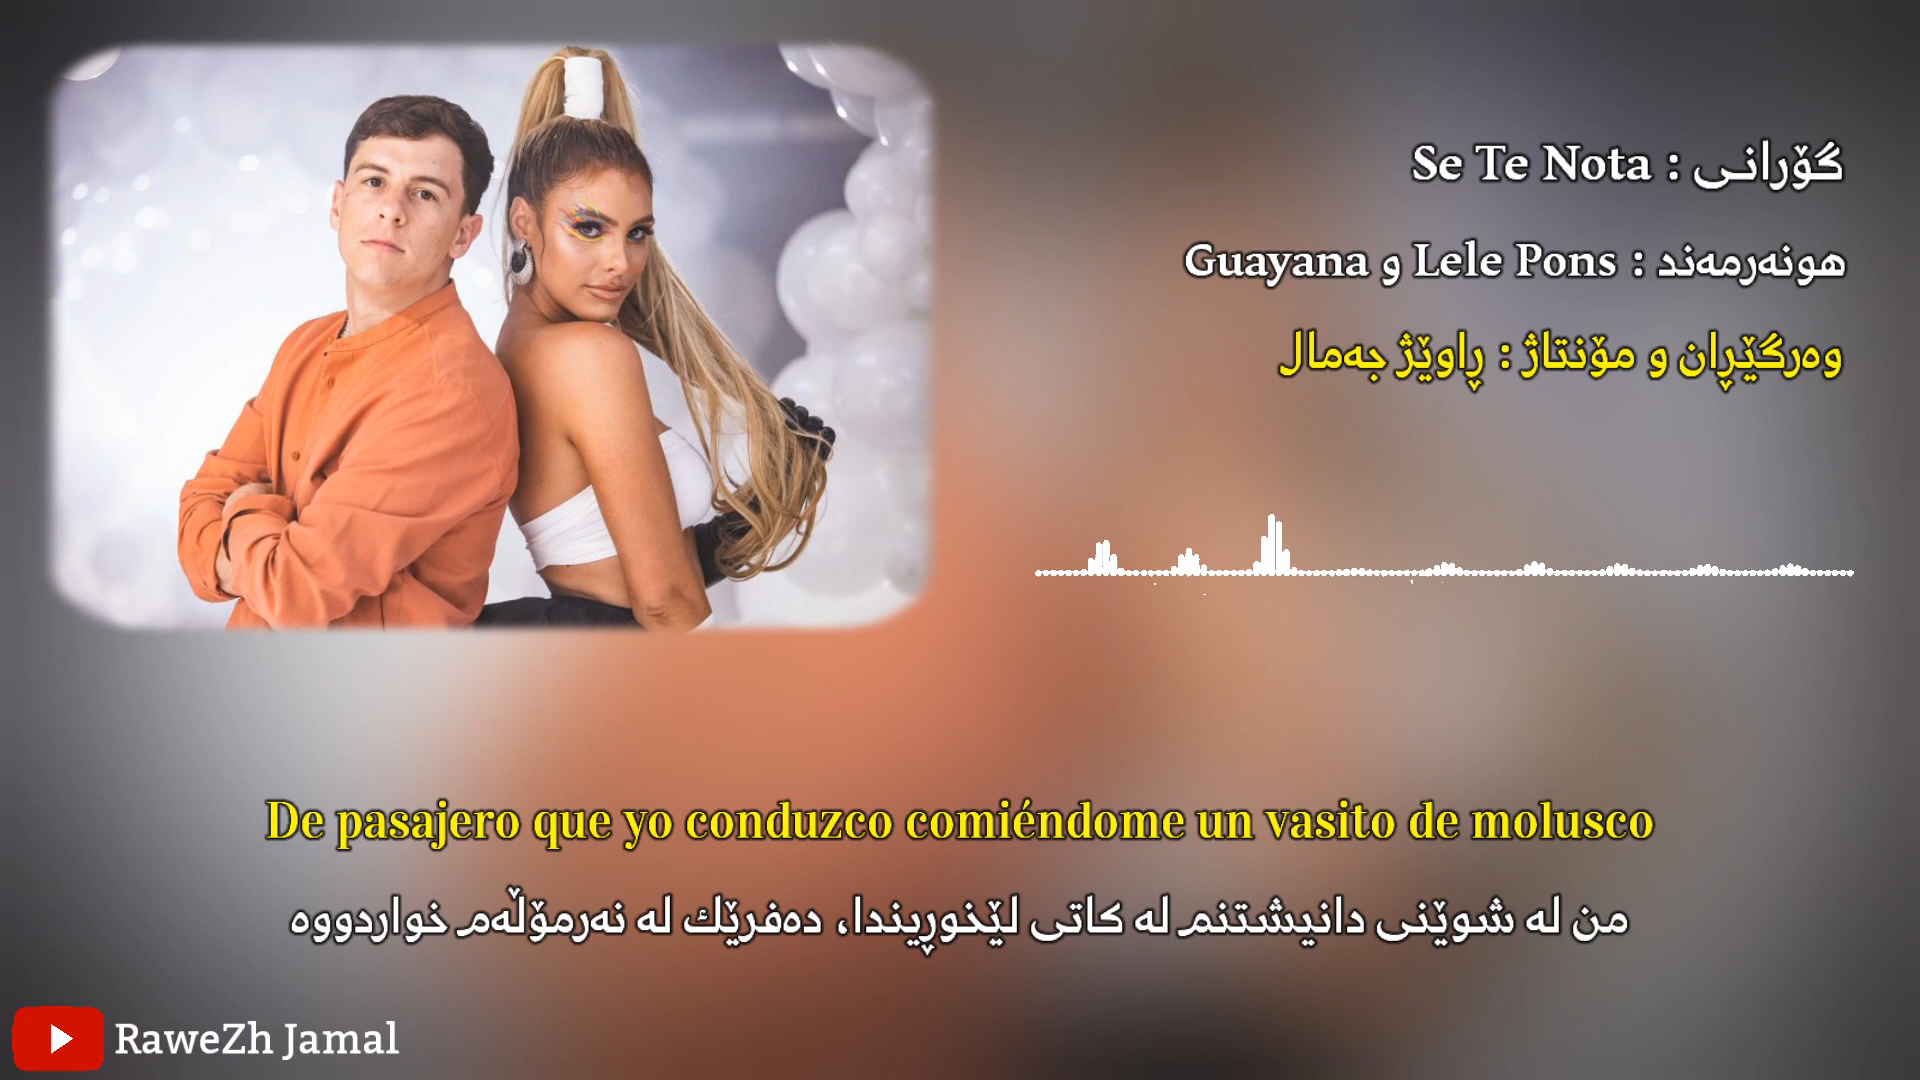 گۆرانی : Se Te Nota
هونەرمەند : Lele Pons و Guayana
وەرگێڕان و مۆنتاژ : ڕاوێژ جەمال
De pasajero que yo conduzco comiéndome un vasito de molusco
من لە شوێنی دانیشتنم لە کاتی لێخوڕیندا، دەفرێك لە نەرمۆڵەم خواردووە
RaweZh Jamal